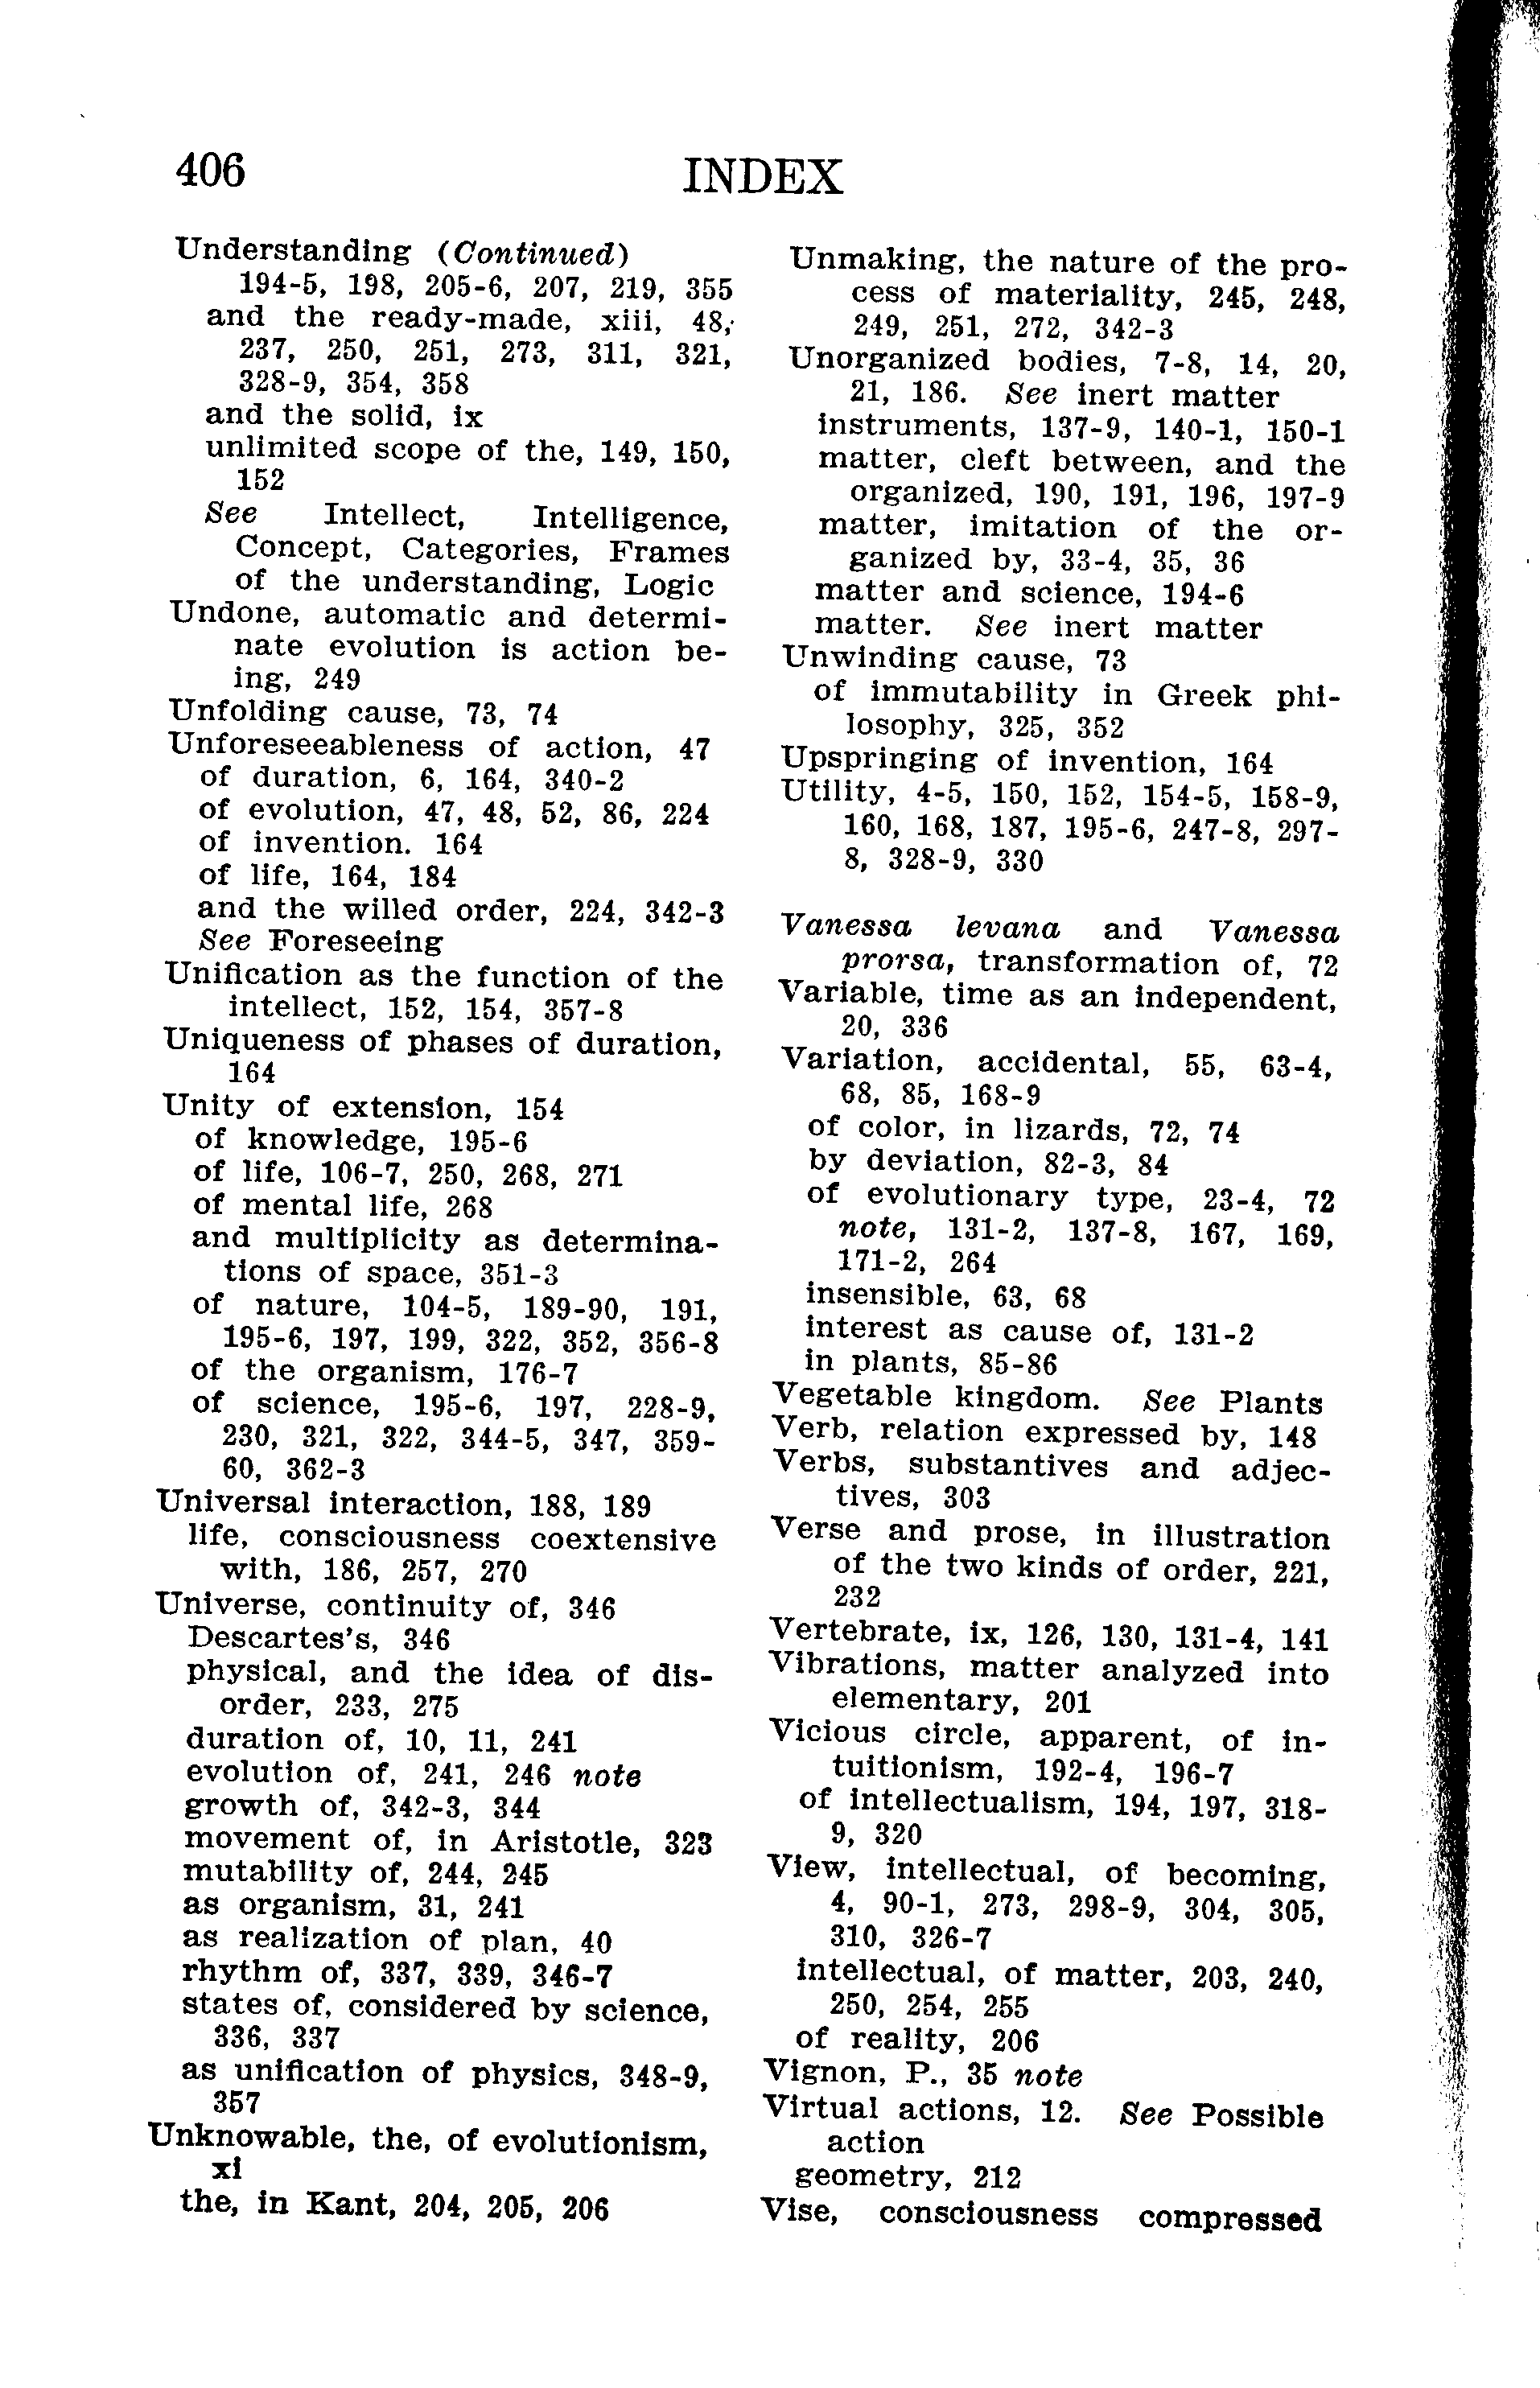 406 INDEX
Understanding (Continued)
194-5, 198, 205-6, 207, 219, 355
and the ready-made, xiii, 48,
237, 250, 251, 273, 311, 321,
328-9, 354, 358
and the solid, ix
unlimited scope of the, 149, 150,
152
See Intellect, Intelligence,
Concept, Categories, Frames
of the understanding, Logic
Undone, automatic and determi-
nate evolution is action be-
ing, 249
Unfolding cause, 73, 74
Unforeseeableness of action, 47
of duration, 6, 164, 340-2
of evolution, 47, 48, 52, 86, 224
of invention. 164
of life, 164, 184
and the willed order, 224, 342-3
See Foreseeing
Unification as the function of the
intellect, 152, 154, 357-8
Uniqueness of phases of duration,
164
Unity of extension, 154
of knowledge, 195-6
of life, 106-7, 250, 268, 271
of mental life, 268
and multiplicity as determina-
tions of space, 351-3
of nature, 104-5, 189-90, 191,
195-6, 197, 199, 322, 352, 356-8
of the organism, 176-7
of science, 195-6, 197, 228-9,
230, 321, 322, 344-5, 347, 359-
60, 362-3
Universal interaction, 188, 189
life, consciousness coextensive
with, 186, 257, 270
Universe, continuity of, 346
Descartes's, 346
physical, and the idea of dis-
order, 233, 275
duration of, 10, 11, 241
evolution of, 241, 246 note
growth of, 342-3, 344
movement of, in Aristotle, 323
mutability of, 244, 245
as organism, 31, 241
as realization of plan, 40
rhythm of, 337, 339, 346-7
states of, considered by science,
336, 337
as unification of physics, 348-9,
357
Unknowable, the, of evolutionism,
xi
the, in Kant, 204, 205, 206
Unmaking, the nature of the pro-
cess of materiality, 245, 248,
249, 251, 272, 342-3
Unorganized bodies, 7-8, 14, 20,
21, 186. See inert matter
instruments, 137-9, 140-1, 150-1
matter, cleft between, and the
organized, 190, 191, 196, 197-9
matter, imitation of the or-
ganized by, 33-4, 35, 36
matter and science, 194-6
matter. See inert matter
Unwinding cause, 73
of immutability in Greek phi-
losophy, 325, 352
Upspringing of invention, 164
Utility, 4-5, 150, 152, 154-5, 158-9,
160, 168, 187, 195-6, 247-8, 297-
8, 328-9, 330
Vanessa levana and Vanessa
prorsa, transformation of, 72
Variable, time as an independent,
20, 336
Variation, accidental, 55, 63-4,
68, 85, 168-9
of color, in lizards, 72, 74
by deviation, 82-3, 84
of evolutionary type, 23-4, 72
note, 131-2, 137-8, 167, 169,
171-2, 264
insensible, 63, 68
interest as cause of, 131-2
in plants, 85-86
Vegetable kingdom. See Plants
Verb, relation expressed by, 148
Verbs, substantives and adjec-
tives, 303
Verse and prose, in illustration
of the two kinds of order, 221,
232
Vertebrate, ix, 126, 130, 131-4, 141
Vibrations, matter analyzed into
elementary, 201
Vicious circle, apparent, of in-
tuitionism, 192-4, 196-7
of intellectualism, 194, 197, 318-
9, 320
View, intellectual, of becoming,
4, 90-1, 273, 298-9, 304, 305,
310, 326-7
intellectual, of matter, 203, 240,
250, 254, 255
of reality, 206
Vignon, P., 35 note
Virtual actions, 12. See Possible
action
geometry, 212
Vise, consciousness compressed